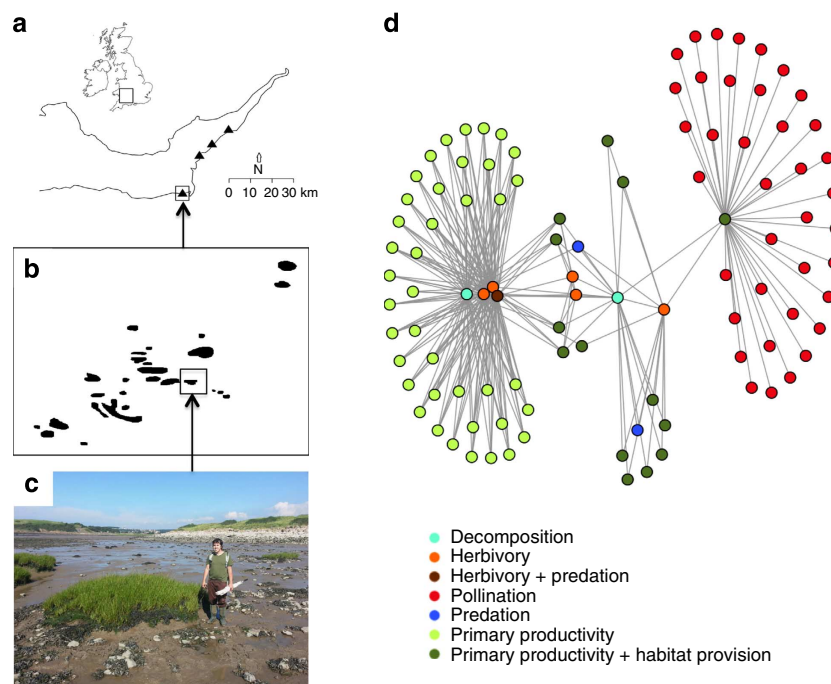 a
N
0 10 20 30 km
b
c
d
Decomposition
Herbivory
Herbivory + predation
Pollination
Predation
Primary productivity
Primary productivity + habitat provision